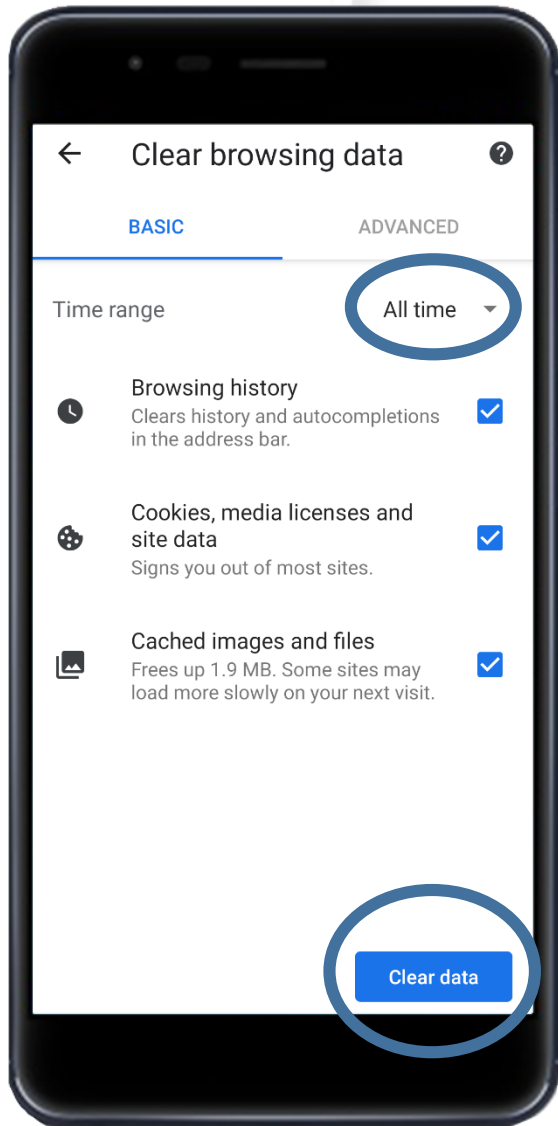 Clear browsing data
BASIC
ADVANCED
Time range
All time
Browsing history
Clears history and autocompletions
in the address bar.
Cookies, media licenses and
site data
Signs you out of most sites.
Cached images and files
Frees up 1.9 MB. Some sites may
load more slowly on your next visit.
Clear data